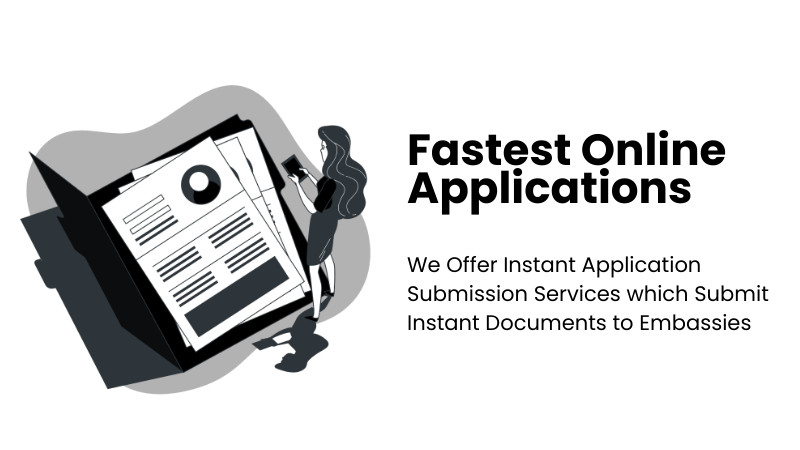 Fastest Online
Applications
We Offer Instant Application
Submission Services which Submit
Instant Documents to Embassies